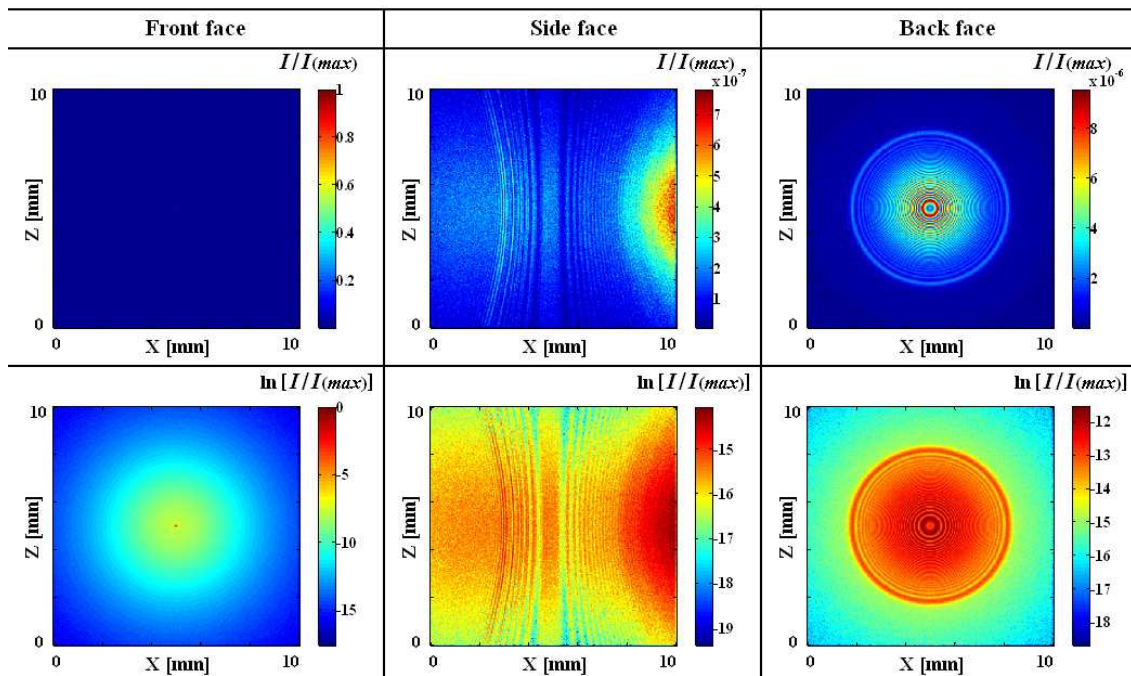 Front face
Side face
Back face
I/I(max)
1
0.8
0.6
0.4
0.2
10
Z [mm]
0
0
X [mm]
10
I/I(max)
x 10⁻⁷
7
6
5
4
3
2
1
10
Z [mm]
0
0
X [mm]
10
I/I(max)
x 10⁻⁶
8
6
4
2
10
Z [mm]
0
0
X [mm]
10
ln [I/I(max)]
0
-5
-10
-15
10
Z [mm]
0
0
X [mm]
10
ln [I/I(max)]
-15
-16
-17
-18
-19
10
Z [mm]
0
0
X [mm]
10
ln [I/I(max)]
-12
-13
-14
-15
-16
-17
-18
10
Z [mm]
0
0
X [mm]
10